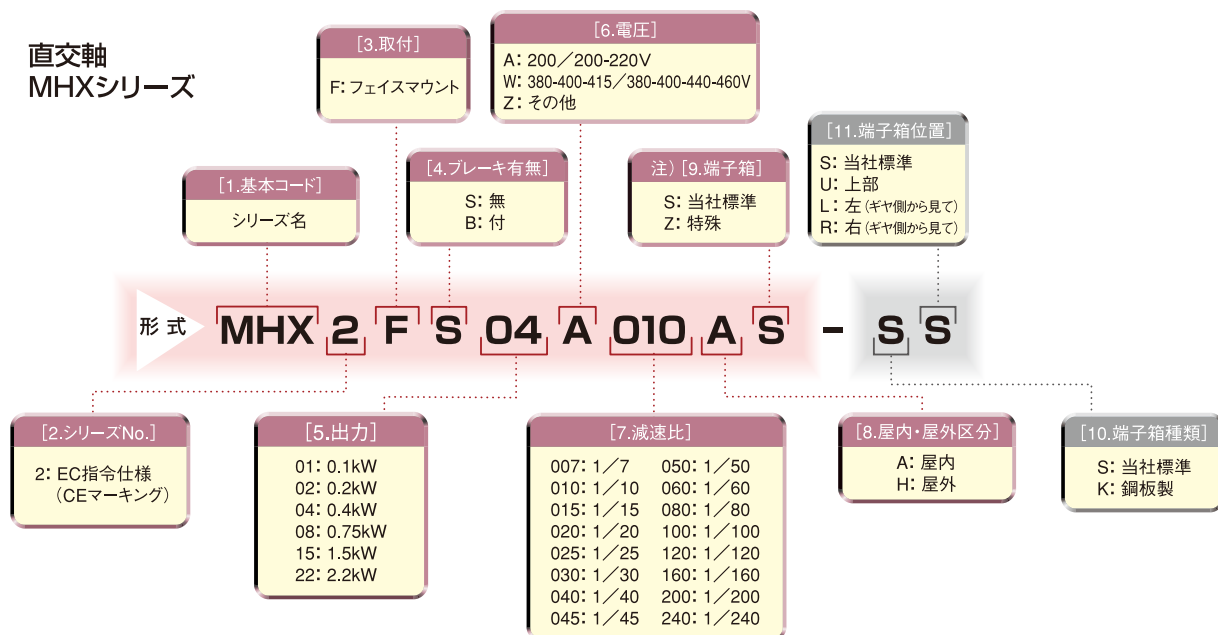 直交軸
MHXシリーズ
[3.取付]
F：フェイスマウント
[6.電圧]
A：200／200-220V
W：380-400-415／380-400-440-460V
Z：その他
[1.基本コード]
シリーズ名
[4.ブレーキ有無]
S：無
B：付
注）[9.端子箱]
S：当社標準
Z：特殊
[11.端子箱位置]
S：当社標準
U：上部
L：左（ギヤ側から見て）
R：右（ギヤ側から見て）
形式 MHX 2 F S 04 A 010 A S - S S
[2.シリーズNo.]
2：EC指令仕様
（CEマーキング）
[5.出力]
01：0.1kW
02：0.2kW
04：0.4kW
08：0.75kW
15：1.5kW
22：2.2kW
[7.減速比]
007：1／7 050：1／50
010：1／10 060：1／60
015：1／15 080：1／80
020：1／20 100：1／100
025：1／25 120：1／120
030：1／30 160：1／160
040：1／40 200：1／200
045：1／45 240：1／240
[8.屋内・屋外区分]
A：屋内
H：屋外
[10.端子箱種類]
S：当社標準
K：鋼板製